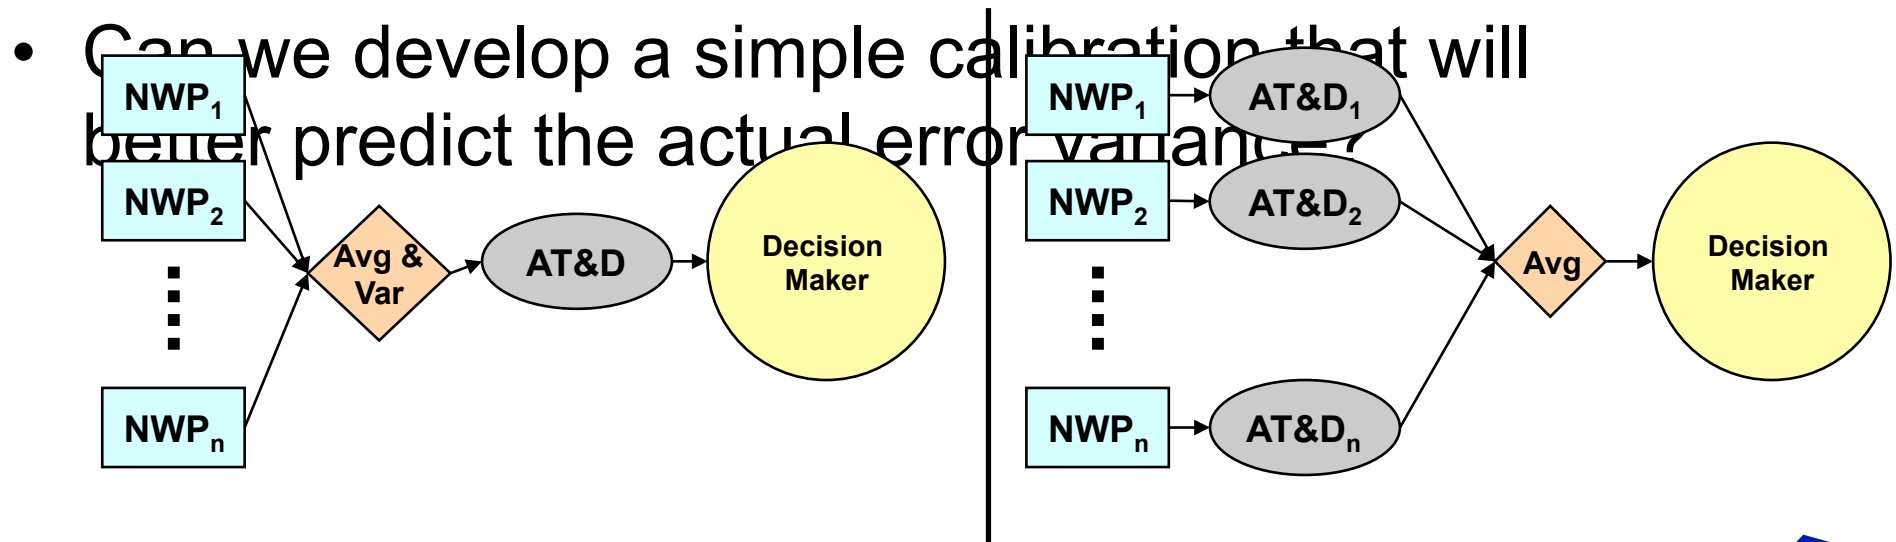 • Can we develop a simple calibration that will
better predict the actual error variance?
NWP1
NWP2
NWPn
Avg &
Var
AT&D
Decision
Maker
NWP1
NWP2
NWPn
AT&D1
AT&D2
AT&Dn
Avg
Decision
Maker